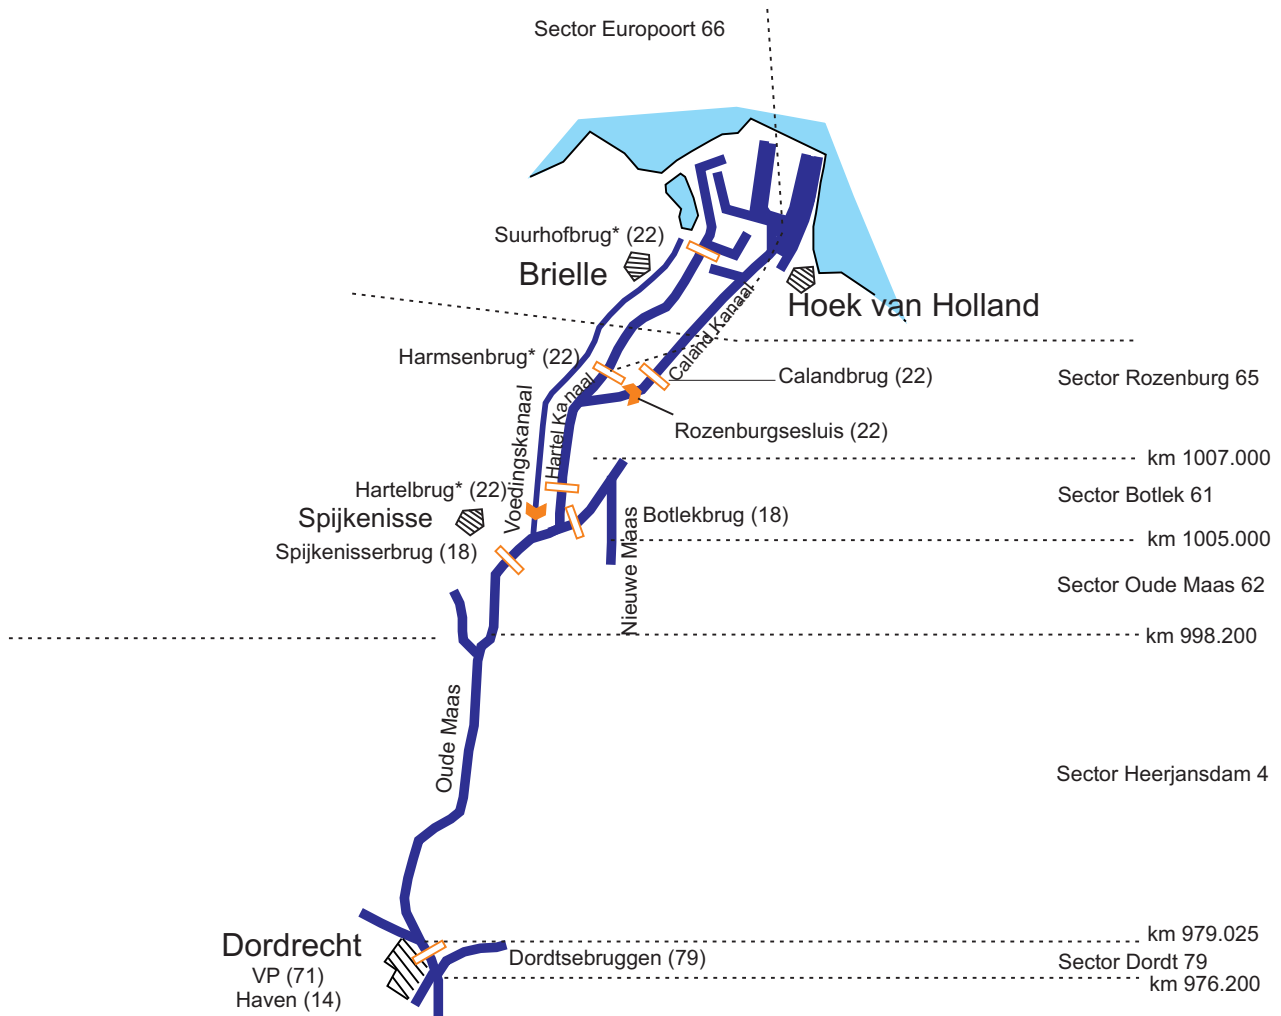 Sector Europoort 66
Suurhofbrug* (22)
Brielle
Hoek van Holland
Harmsenbrug* (22)
Caland Kanaal
Calandbrug (22)
Sector Rozenburg 65
Hartel Kanaal
Voedingskanaal
Rozenburgsesluis (22)
km 1007.000
Hartelbrug* (22)
Sector Botlek 61
Spijkenisse
Botlekbrug (18)
km 1005.000
Spijkenisserbrug (18)
Nieuwe Maas
Sector Oude Maas 62
km 998.200
Oude Maas
Sector Heerjansdam 4
km 979.025
Dordrecht
Dordtsebruggen (79)
Sector Dordt 79
VP (71)
km 976.200
Haven (14)